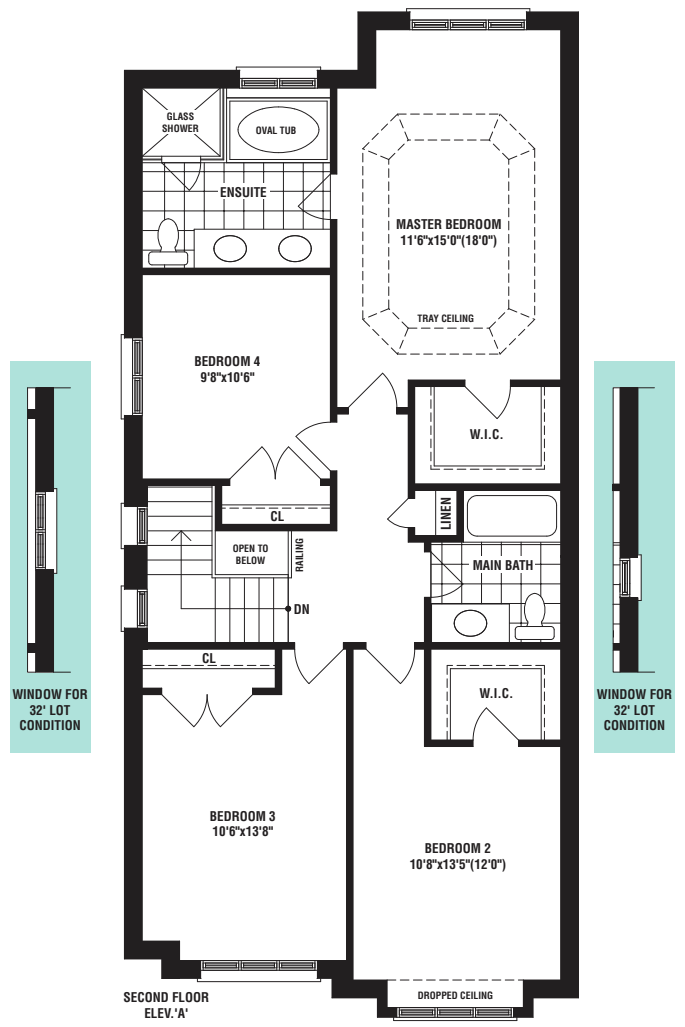 GLASS
SHOWER
OVAL TUB
ENSUITE
MASTER BEDROOM
11'6"x15'0"(18'0")
TRAY CEILING
BEDROOM 4
9'8"x10'6"
W.I.C.
CL
LINEN
OPEN TO
BELOW
RAILING
MAIN BATH
DN
CL
W.I.C.
WINDOW FOR
32' LOT
CONDITION
WINDOW FOR
32' LOT
CONDITION
BEDROOM 3
10'6"x13'8"
BEDROOM 2
10'8"x13'5"(12'0")
DROPPED CEILING
SECOND FLOOR
ELEV.'A'